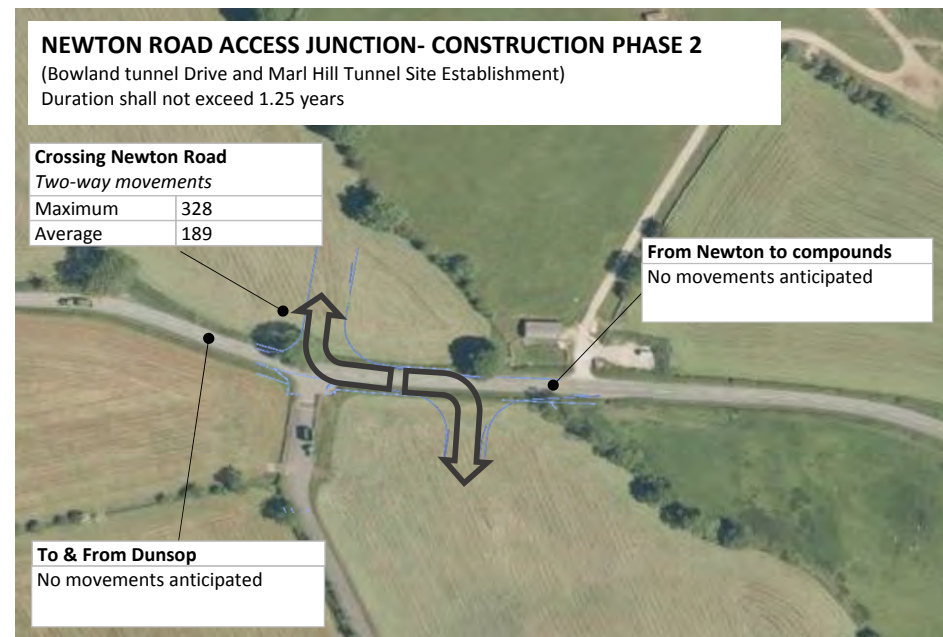 NEWTON ROAD ACCESS JUNCTION- CONSTRUCTION PHASE 2
(Bowland tunnel Drive and Marl Hill Tunnel Site Establishment)
Duration shall not exceed 1.25 years
Crossing Newton Road
Two-way movements
Maximum 328
Average 189
From Newton to compounds
No movements anticipated
To & From Dunsop
No movements anticipated